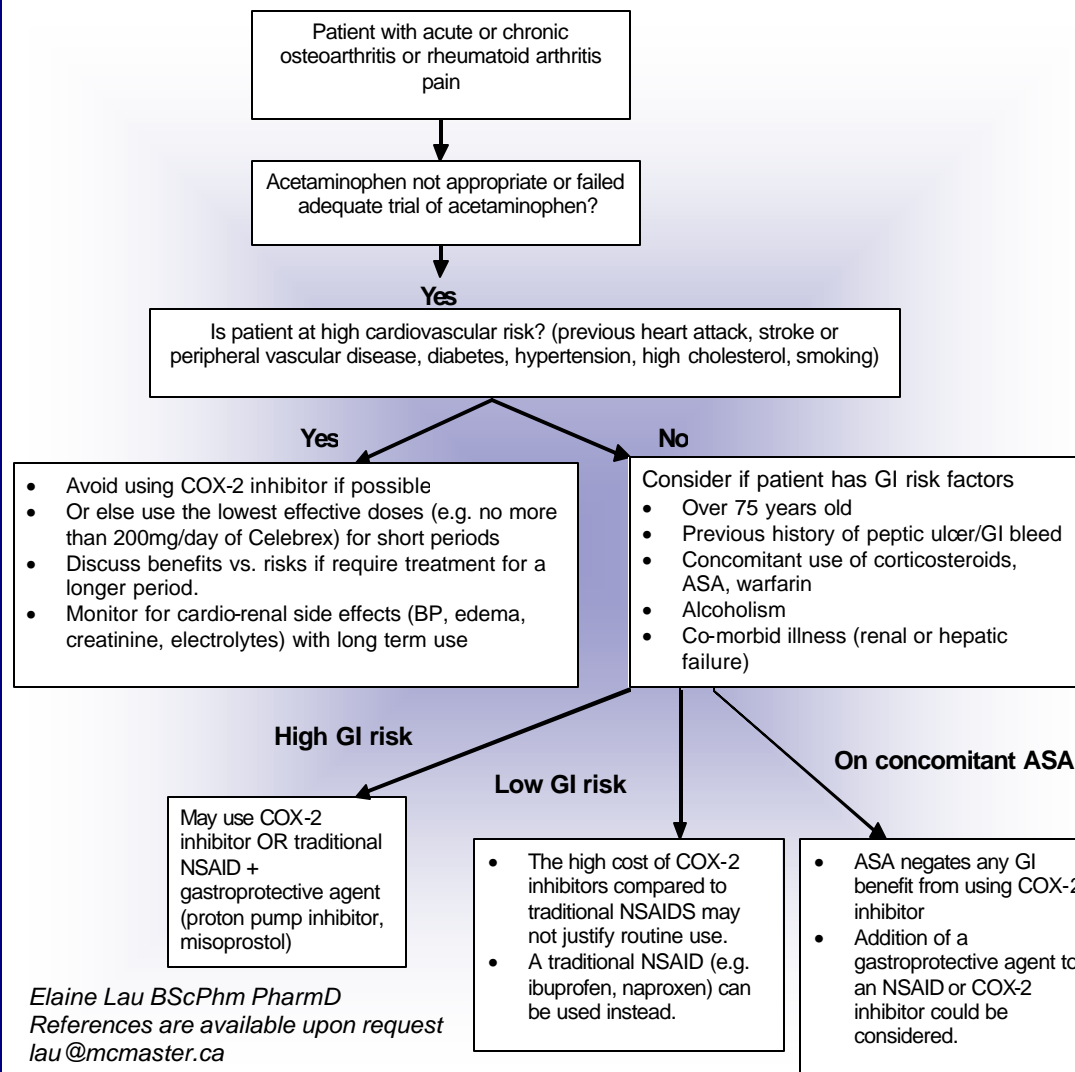 Patient with acute or chronic
osteoarthritis or rheumatoid arthritis
pain
Acetaminophen not appropriate or failed
adequate trial of acetaminophen?
Yes
Is patient at high cardiovascular risk? (previous heart attack, stroke or
peripheral vascular disease, diabetes, hypertension, high cholesterol, smoking)
Yes
No
• Avoid using COX-2 inhibitor if possible
• Or else use the lowest effective doses (e.g. no more
than 200mg/day of Celebrex) for short periods
• Discuss benefits vs. risks if require treatment for a
longer period.
• Monitor for cardio-renal side effects (BP, edema,
creatinine, electrolytes) with long term use
Consider if patient has GI risk factors
• Over 75 years old
• Previous history of peptic ulcer/GI bleed
• Concomitant use of corticosteroids,
ASA, warfarin
• Alcoholism
• Co-morbid illness (renal or hepatic
failure)
High GI risk
Low GI risk
On concomitant ASA
May use COX-2
inhibitor OR traditional
NSAID +
gastroprotective agent
(proton pump inhibitor,
misoprostol)
• The high cost of COX-2
inhibitors compared to
traditional NSAIDS may
not justify routine use.
• A traditional NSAID (e.g.
ibuprofen, naproxen) can
be used instead.
• ASA negates any GI
benefit from using COX-2
inhibitor
• Addition of a
gastroprotective agent to
an NSAID or COX-2
inhibitor could be
considered.
Elaine Lau BScPhm PharmD
References are available upon request
lau@mcmaster.ca